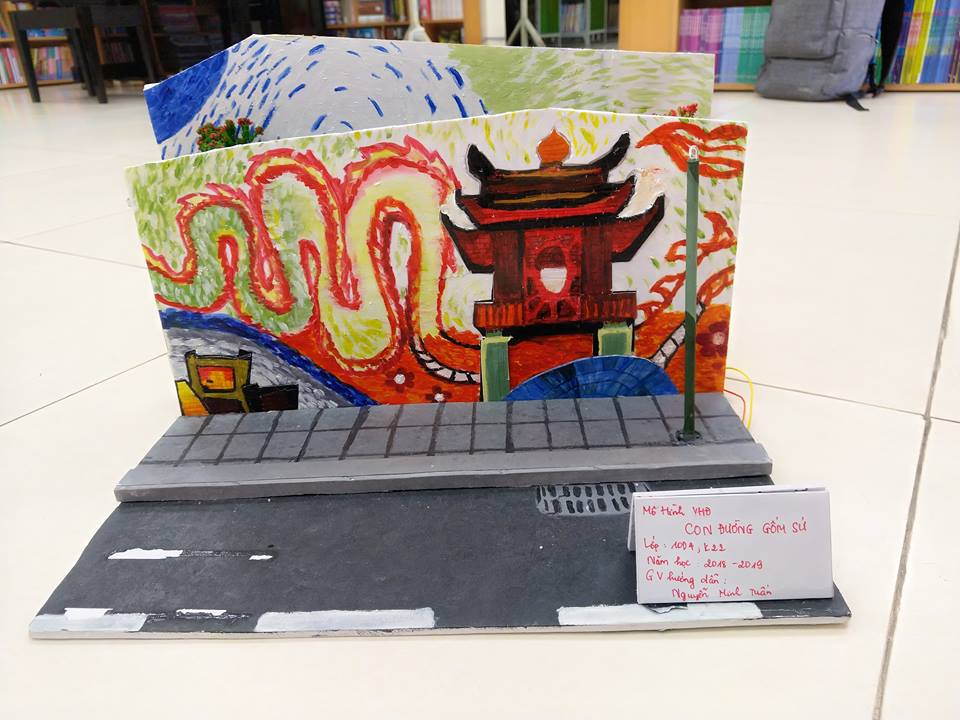 Mô hình VHĐ
CON ĐƯỜNG GỐM SỨ
Lớp : 10D4, K22
Năm học : 2018 - 2019
GV hướng dẫn :
Nguyễn Minh Tuấn